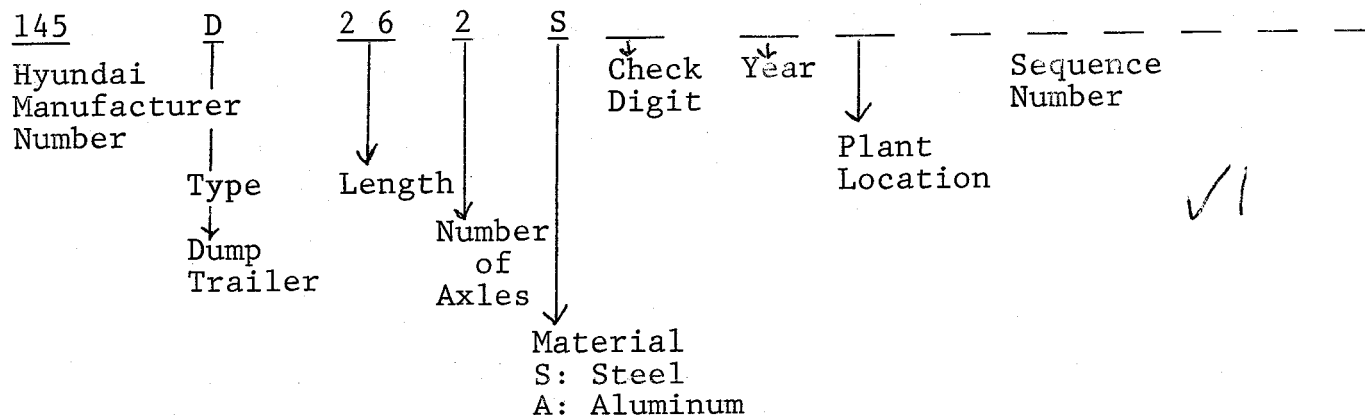 145 D 2 6 2 S
Hyundai Manufacturer Number
Check Digit
Year
Sequence Number
Type
Length
Plant Location
Dump Trailer
Number of Axles
Material
S: Steel
A: Aluminum
√1